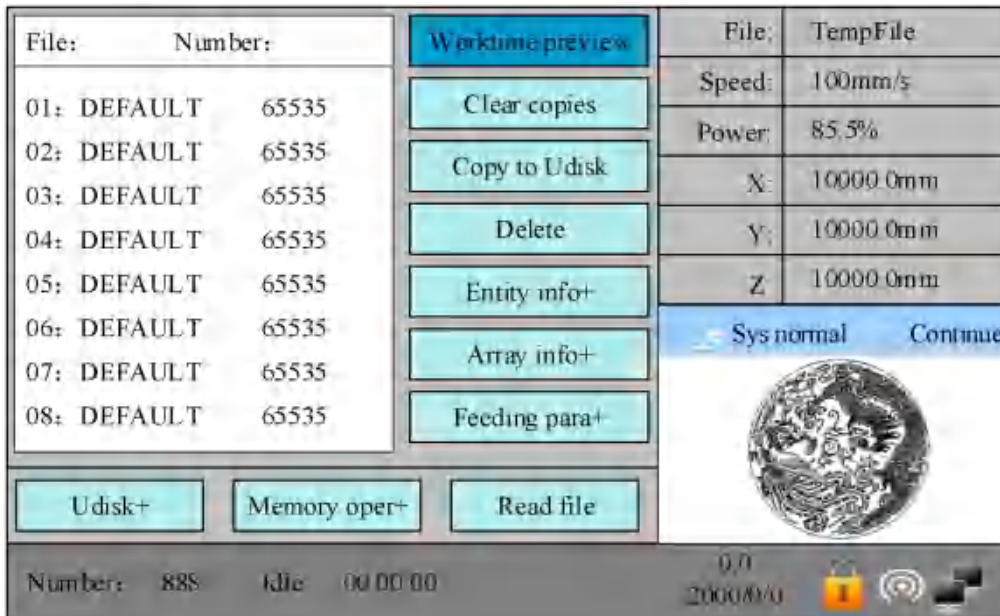 File: Number:
01: DEFAULT 65535
02: DEFAULT 65535
03: DEFAULT 65535
04: DEFAULT 65535
05: DEFAULT 65535
06: DEFAULT 65535
07: DEFAULT 65535
08: DEFAULT 65535
Worktime preview
Clear copies
Copy to Udisk
Delete
Entity info+
Array info+
Feeding para+
Udisk+
Memory oper+
Read file
File: TempFile
Speed: 100mm/s
Power: 85.5%
X: 10000.0mm
Y: 10000.0mm
Z: 10000.0mm
Sys normal Continue
Number: 888 Idle 00:00:00
0/0
2000/0/0
1